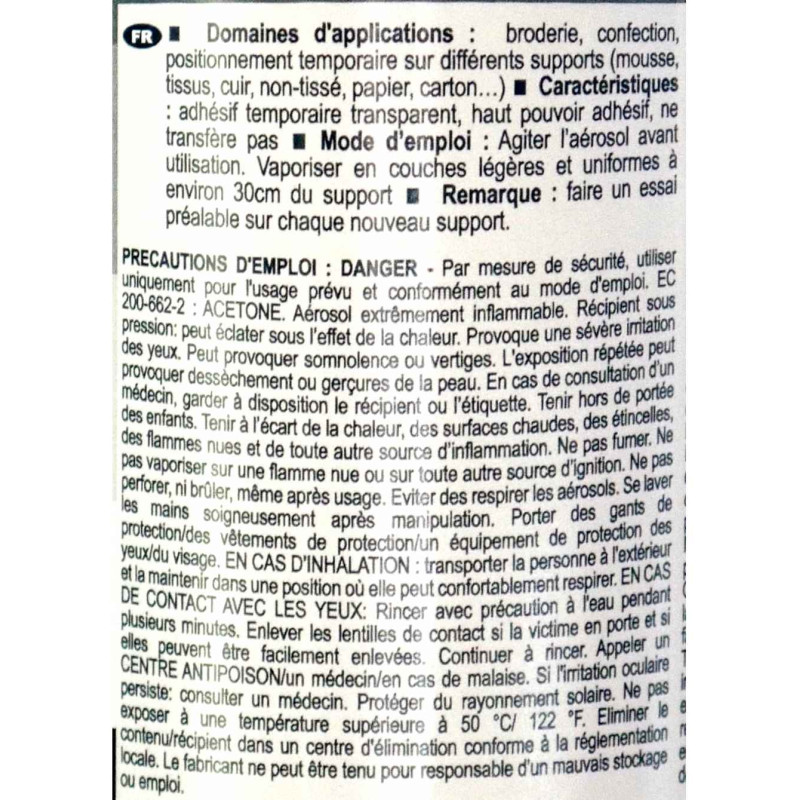 FR ■ Domaines d'applications : broderie, confection,
positionnement temporaire sur différents supports (mousse,
tissus, cuir, non-tissé, papier, carton...) ■ Caractéristiques
: adhésif temporaire transparent, haut pouvoir adhésif, ne
transfère pas ■ Mode d'emploi : Agiter l'aérosol avant
utilisation. Vaporiser en couches légères et uniformes à
environ 30cm du support ■ Remarque : faire un essai
préalable sur chaque nouveau support.
PRECAUTIONS D'EMPLOI : DANGER - Par mesure de sécurité, utiliser
uniquement pour l'usage prévu et conformément au mode d'emploi. EC
200-662-2 : ACETONE. Aérosol extrêmement inflammable. Récipient sous
pression: peut éclater sous l'effet de la chaleur. Provoque une sévère irritation
des yeux. Peut provoquer somnolence ou vertiges. L'exposition répétée peut
provoquer dessèchement ou gerçures de la peau. En cas de consultation d'un
médecin, garder à disposition le récipient ou l'étiquette. Tenir hors de portée
des enfants. Tenir à l'écart de la chaleur, des surfaces chaudes, des étincelles,
des flammes nues et de toute autre source d'inflammation. Ne pas fumer. Ne
pas vaporiser sur une flamme nue ou sur toute autre source d'ignition. Ne pas
perforer, ni brûler, même après usage. Eviter des respirer les aérosols. Se laver
les mains soigneusement après manipulation. Porter des gants de
protection/des vêtements de protection/un équipement de protection des
yeux/du visage. EN CAS D'INHALATION : transporter la personne à l'extérieur
et la maintenir dans une position où elle peut confortablement respirer. EN CAS
DE CONTACT AVEC LES YEUX: Rincer avec précaution à l'eau pendant
plusieurs minutes. Enlever les lentilles de contact si la victime en porte et si
elles peuvent être facilement enlevées. Continuer à rincer. Appeler un
CENTRE ANTIPOISON/un médecin/en cas de malaise. Si l'irritation oculaire
persiste: consulter un médecin. Protéger du rayonnement solaire. Ne pas
exposer à une température supérieure à 50 °C/ 122 °F. Eliminer le
contenu/récipient dans un centre d'élimination conforme à la réglementation
locale. Le fabricant ne peut être tenu pour responsable d'un mauvais stockage
ou emploi.